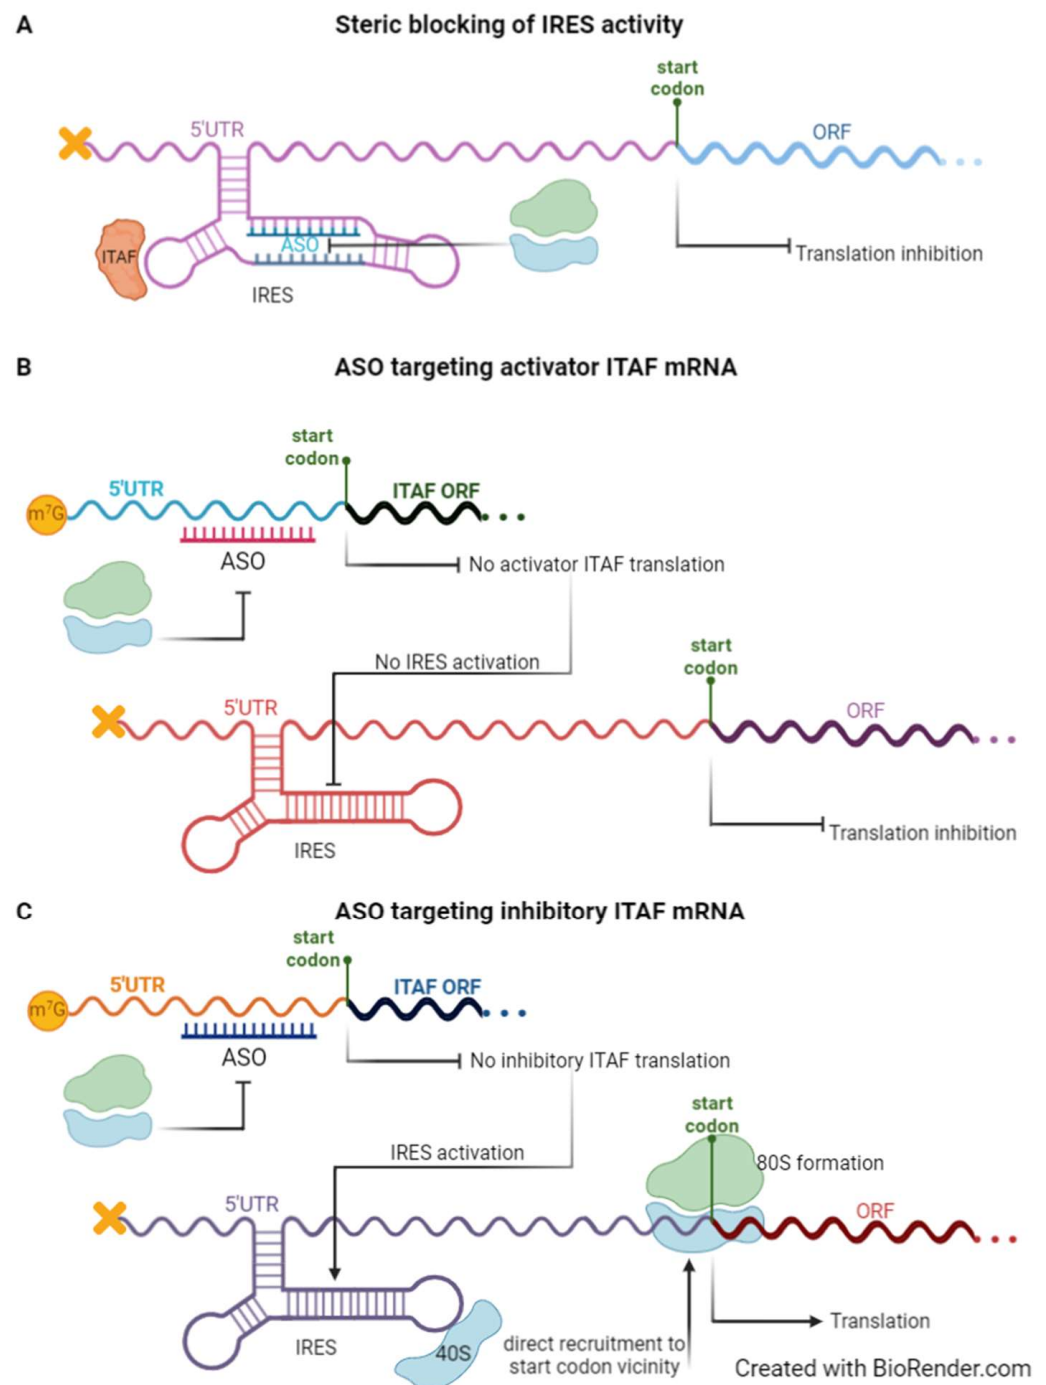 A
Steric blocking of IRES activity
start
codon
5'UTR
ORF
ITAF
ASO
IRES
Translation inhibition
B
ASO targeting activator ITAF mRNA
start
codon
5'UTR
ITAF ORF
m⁷G
ASO
No activator ITAF translation
No IRES activation
start
codon
5'UTR
ORF
IRES
Translation inhibition
C
ASO targeting inhibitory ITAF mRNA
start
codon
5'UTR
ITAF ORF
m⁷G
ASO
No inhibitory ITAF translation
start
codon
IRES activation
80S formation
5'UTR
ORF
Translation
IRES
40S
direct recruitment to
start codon vicinity
Created with BioRender.com